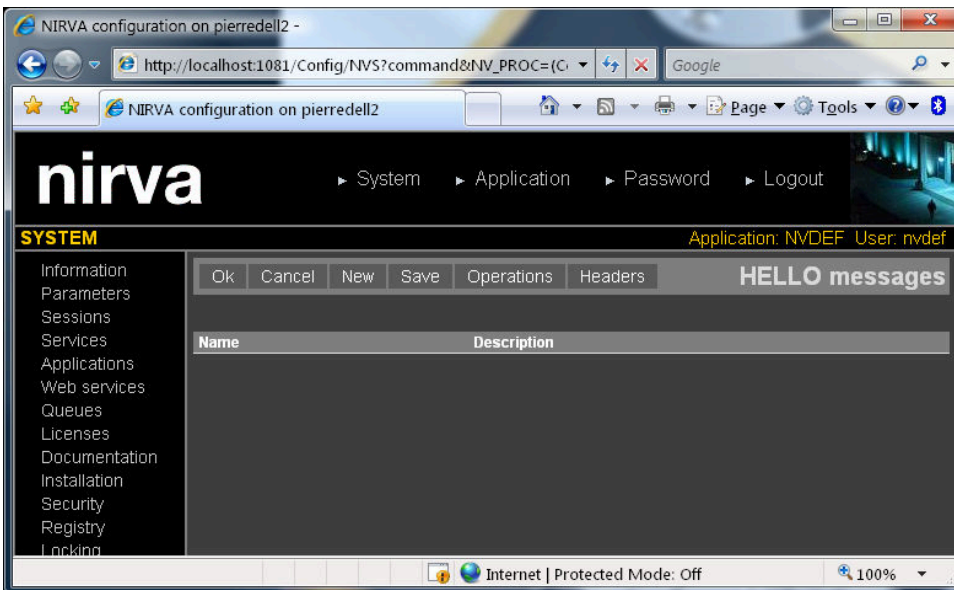 NIRVA configuration on pierredell2 -
http://localhost:1081/Config/NVS?command&NV_PROC=(C
Google
NIRVA configuration on pierredell2
Page
Tools
nirva
System
Application
Password
Logout
SYSTEM
Application: NVDEF User: nvdef
Information
Parameters
Sessions
Services
Applications
Web services
Queues
Licenses
Documentation
Installation
Security
Registry
Locking
Ok Cancel New Save Operations Headers
HELLO messages
Name Description
Internet | Protected Mode: Off
100%